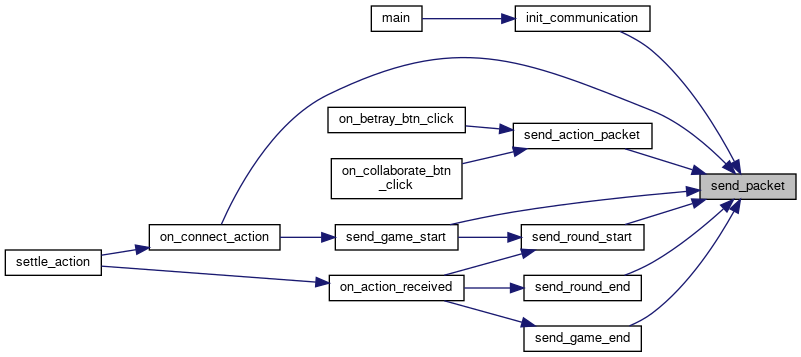 main
init_communication
on_betray_btn_click
send_action_packet
on_collaborate_btn
_click
send_packet
on_connect_action
send_game_start
send_round_start
settle_action
on_action_received
send_round_end
send_game_end